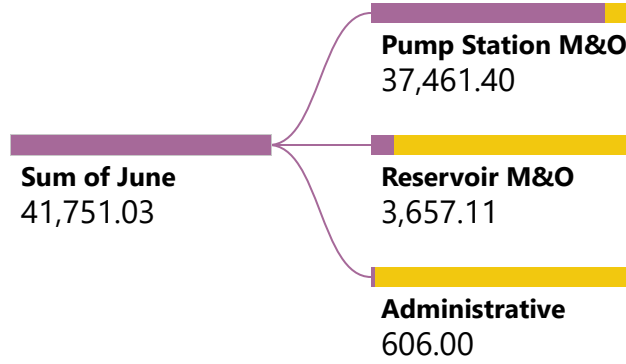 Pump Station M&O
37,461.40
Sum of June
41,751.03
Reservoir M&O
3,657.11
Administrative
606.00